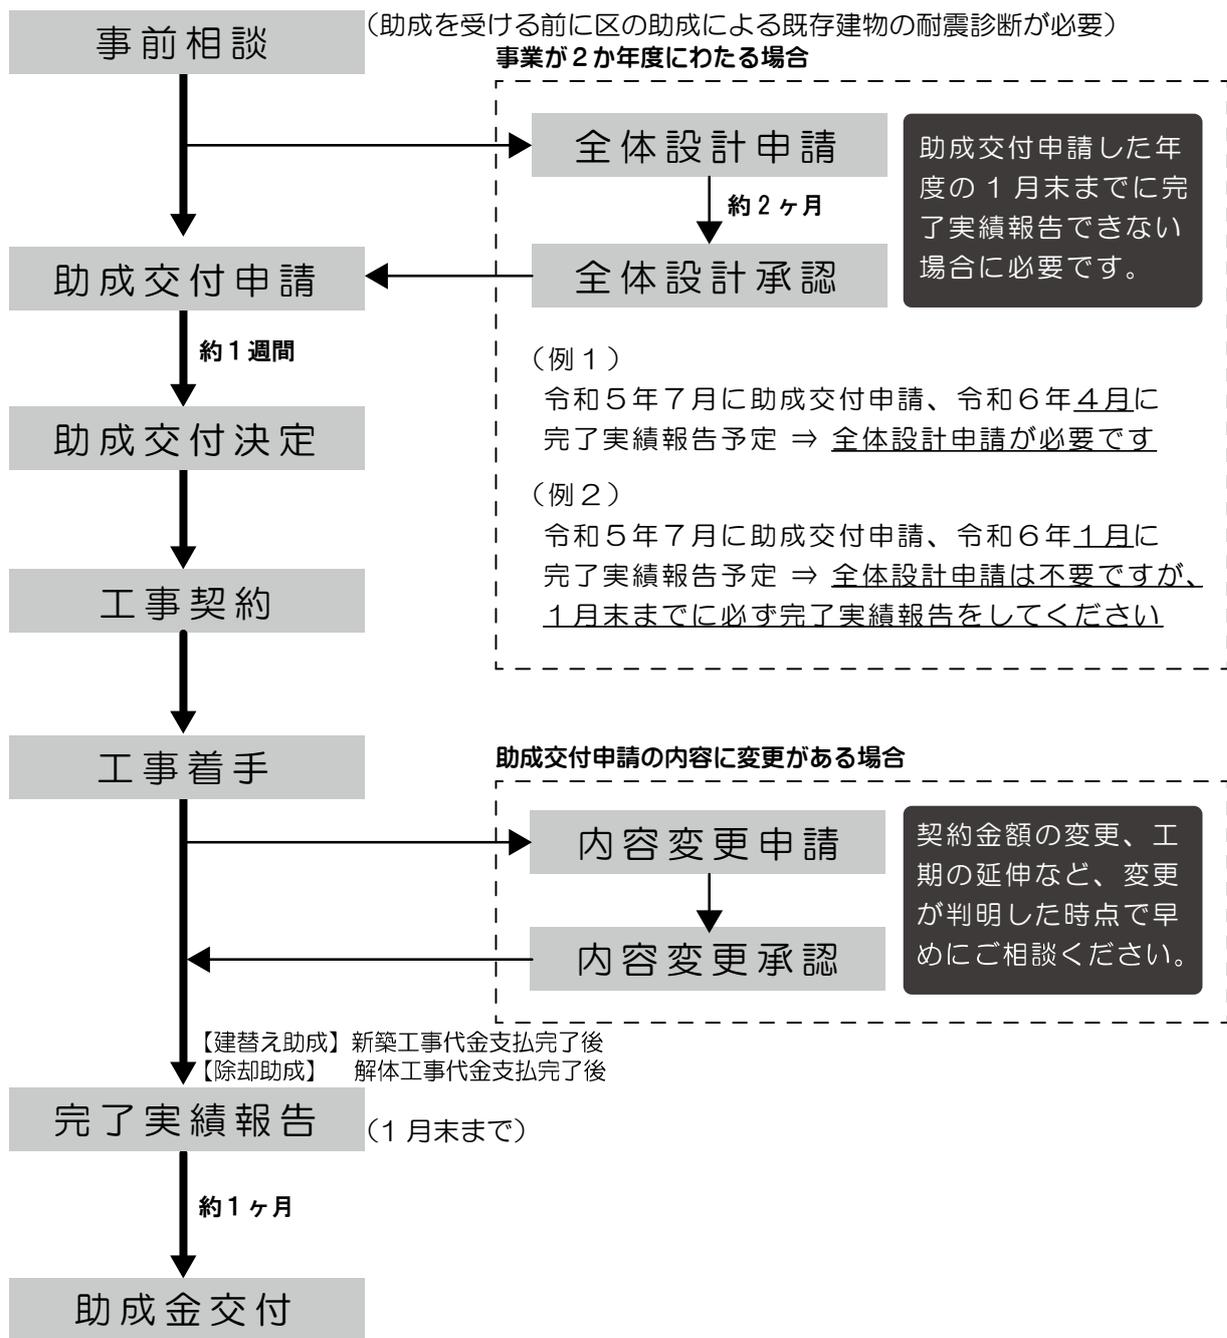 事前相談
（助成を受ける前に区の助成による既存建物の耐震診断が必要）
事業が２か年度にわたる場合
全体設計申請
約２ヶ月
全体設計承認
助成交付申請した年
度の１月末までに完
了実績報告できない
場合に必要です。
（例１）
令和５年７月に助成交付申請、令和６年４月に
完了実績報告予定 ⇒ 全体設計申請が必要です
（例２）
令和５年７月に助成交付申請、令和６年１月に
完了実績報告予定 ⇒ 全体設計申請は不要ですが、
１月末までに必ず完了実績報告をしてください
助成交付申請
約１週間
助成交付決定
工事契約
工事着手
助成交付申請の内容に変更がある場合
内容変更申請
内容変更承認
契約金額の変更、工
期の延伸など、変更
が判明した時点で早
めにご相談ください。
【建替え助成】新築工事代金支払完了後
【除却助成】　解体工事代金支払完了後
完了実績報告
（１月末まで）
約１ヶ月
助成金交付